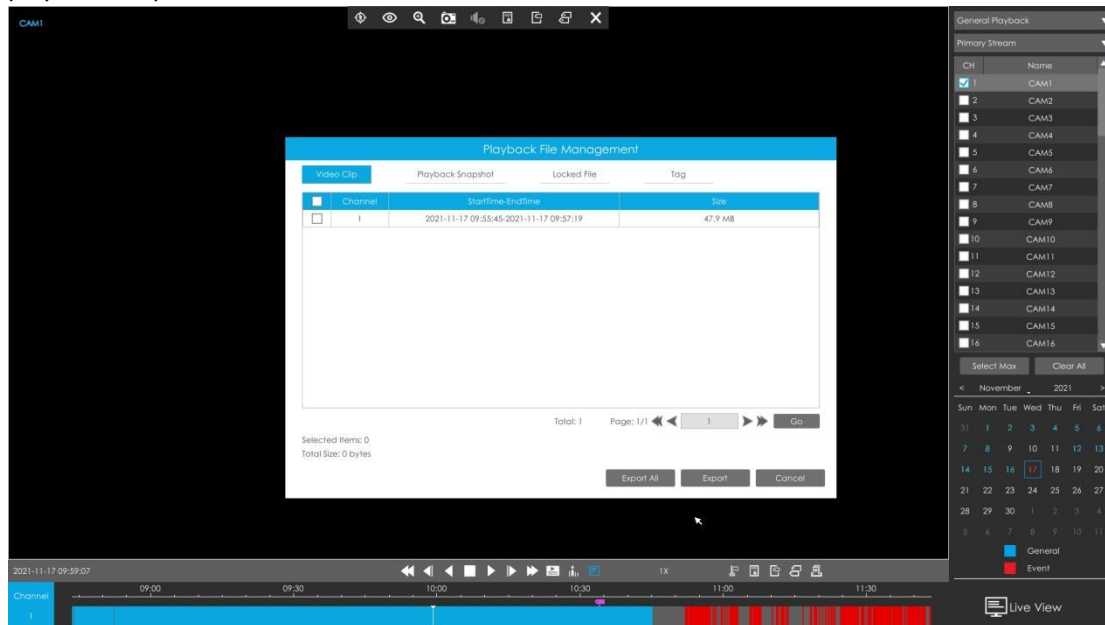 CAM1
General Playback
Primary Stream
CH Name
1 CAM1
2 CAM2
3 CAM3
4 CAM4
5 CAM5
6 CAM6
7 CAM7
8 CAM8
9 CAM9
10 CAM10
11 CAM11
12 CAM12
13 CAM13
14 CAM14
15 CAM15
16 CAM16
Select Max Clear All
< November 2021 >
Sun Mon Tue Wed Thu Fri Sat
31 1 2 3 4 5 6
7 8 9 10 11 12 13
14 15 16 17 18 19 20
21 22 23 24 25 26 27
28 29 30 1 2 3 4
5 6 7 8 9 10 11
General
Event
Live View
Playback File Management
Video Clip Playback Snapshot Locked File Tag
Channel StartTime-EndTime Size
1 2021-11-17 09:55:45-2021-11-17 09:57:19 47.9 MB
Total: 1 Page: 1/1 1 Go
Selected Items: 0
Total Size: 0 bytes
Export All Export Cancel
2021-11-17 09:59:07 1X
Channel 09:00 09:30 10:00 10:30 11:00 11:30
1